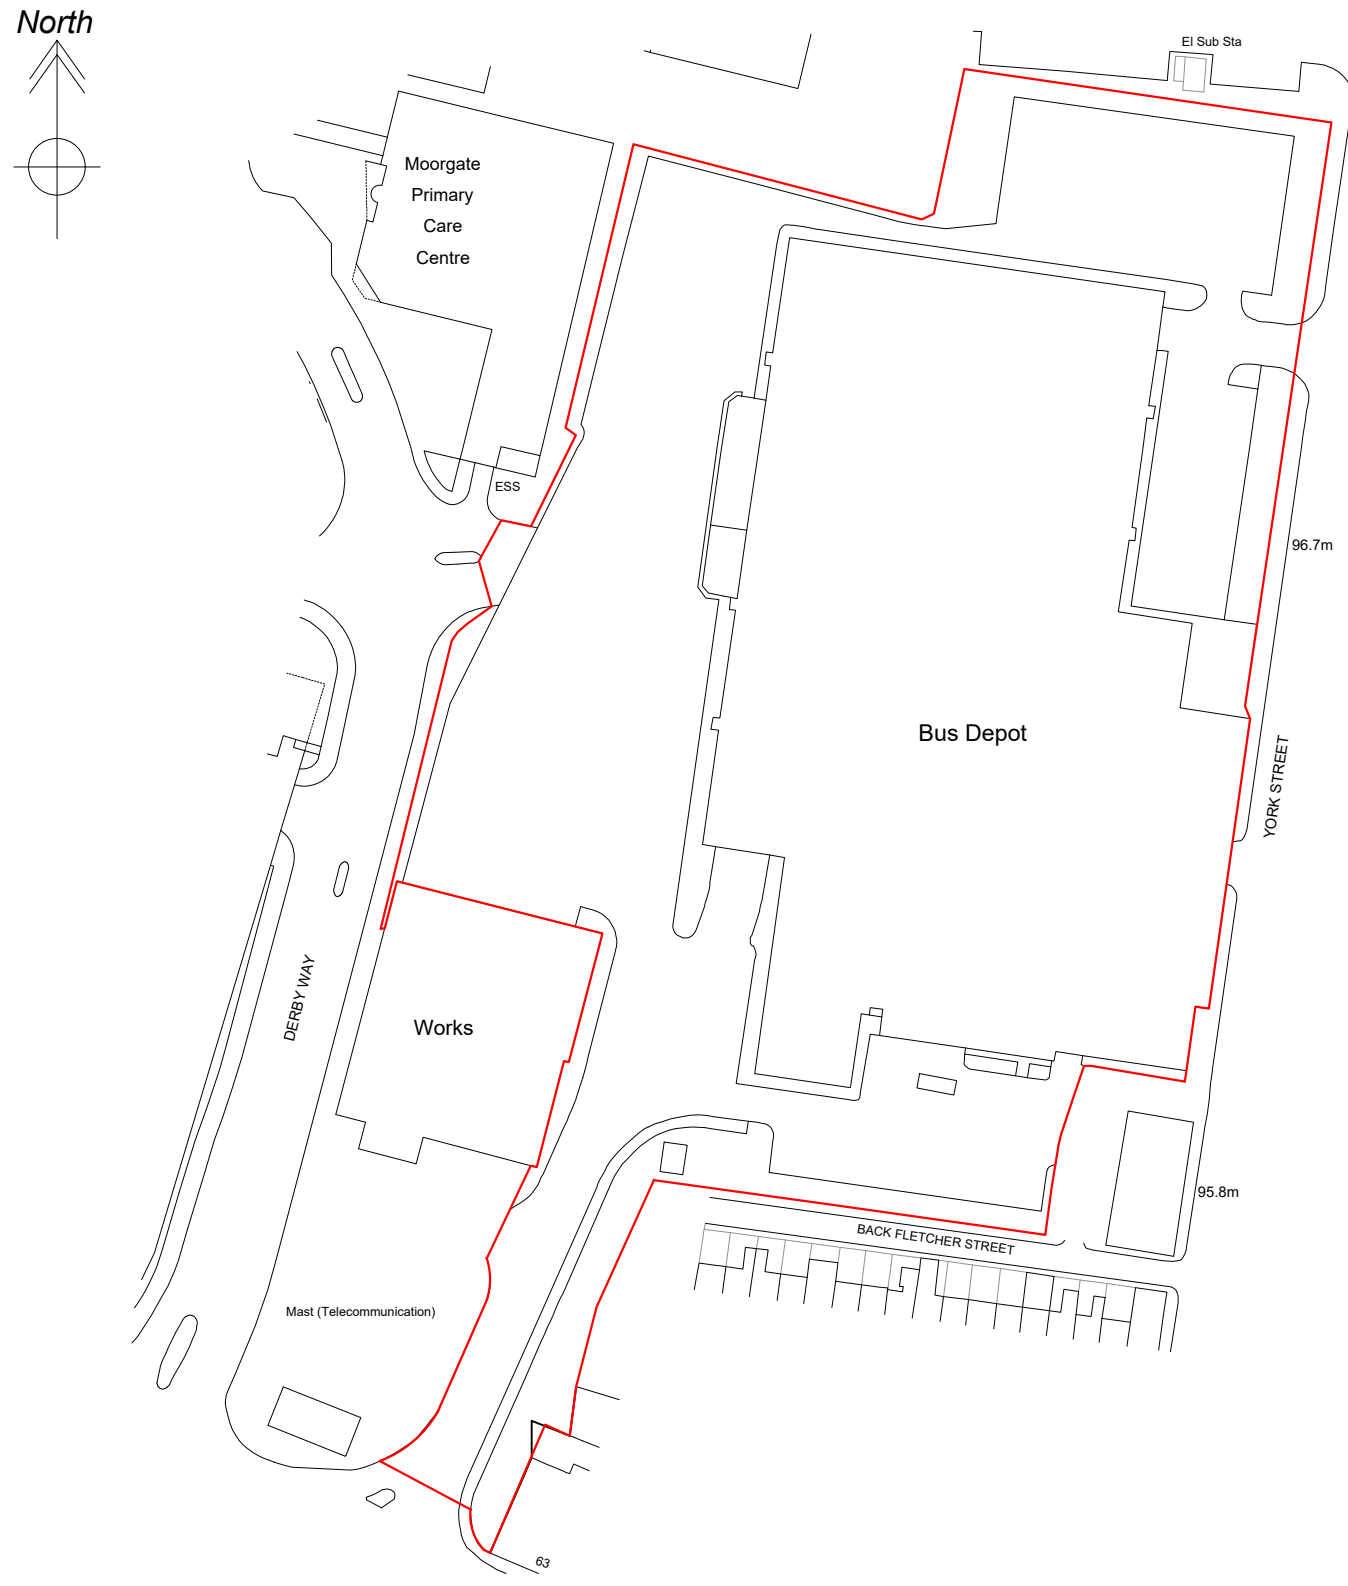 North
El Sub Sta
Moorgate
Primary
Care
Centre
ESS
96.7m
Bus Depot
YORK STREET
DERBY WAY
Works
95.8m
BACK FLETCHER STREET
Mast (Telecommunication)
63